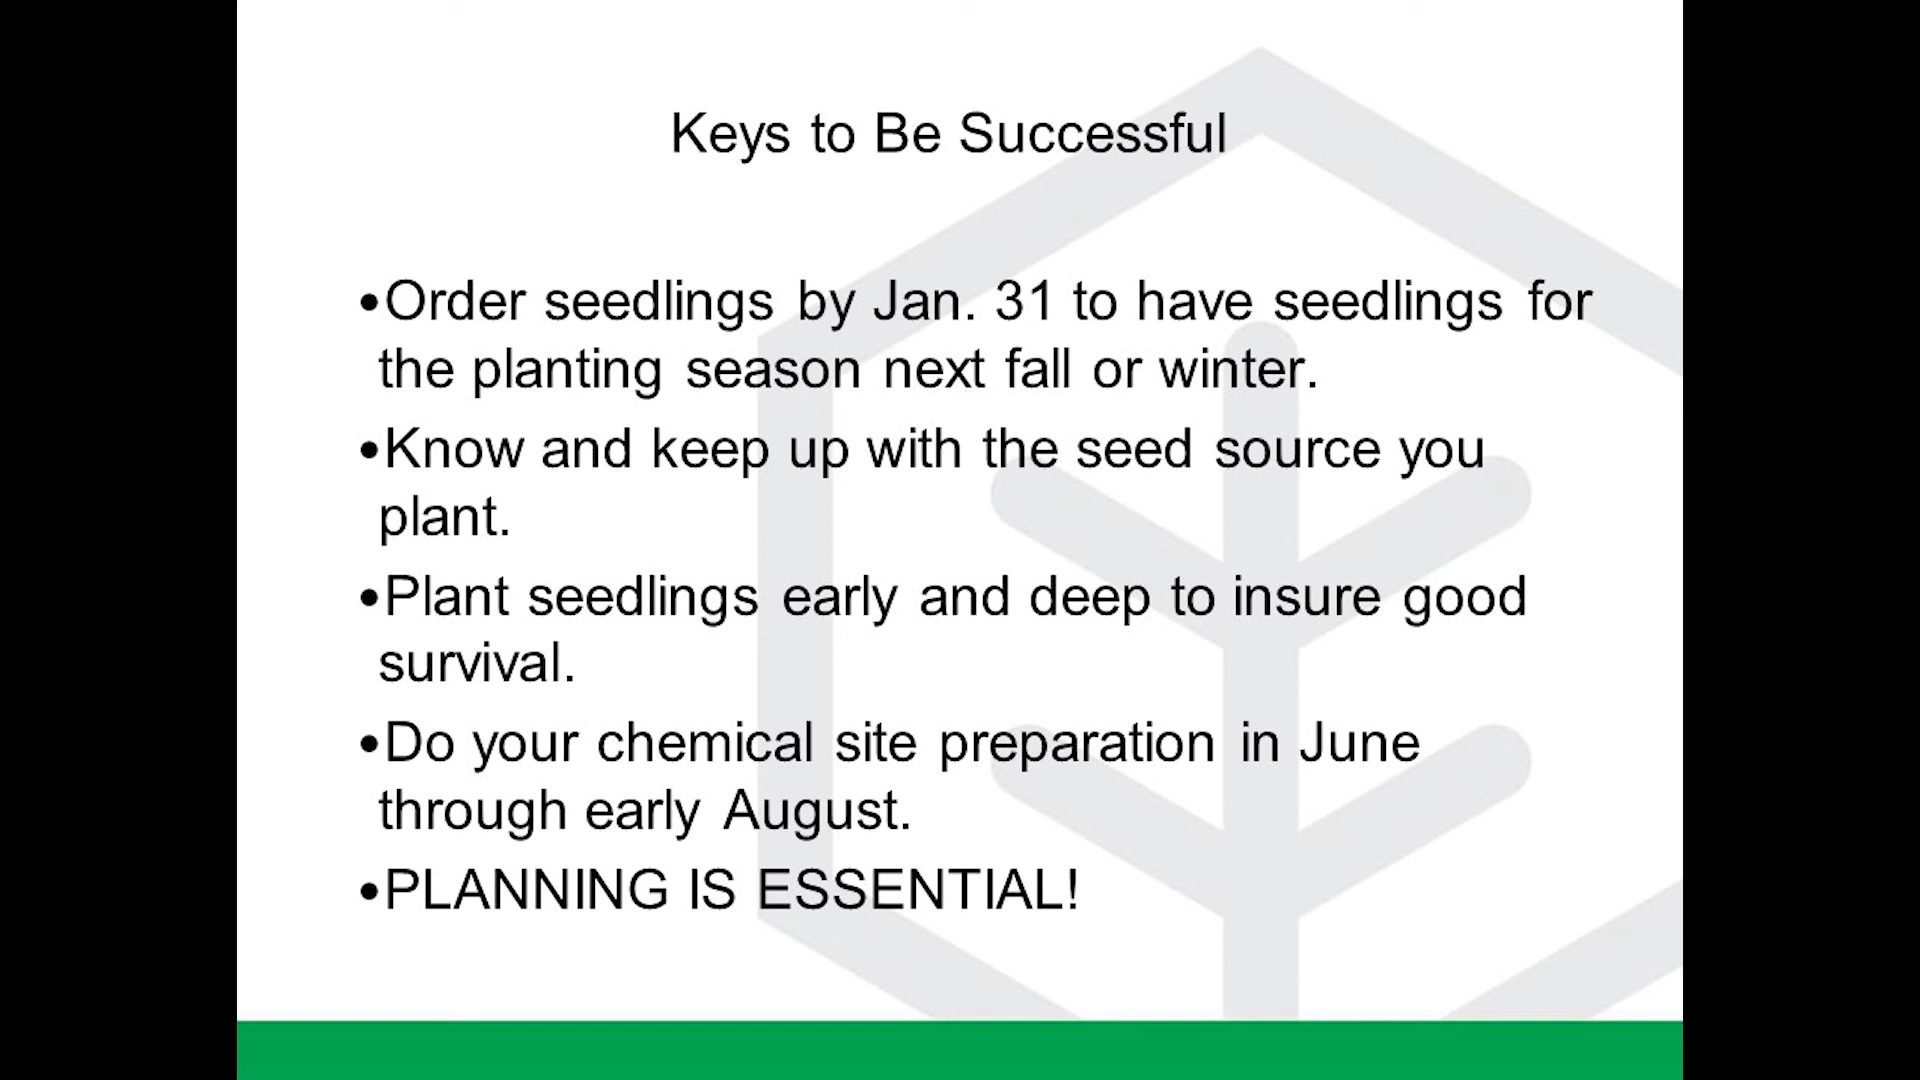 Keys to Be Successful
•Order seedlings by Jan. 31 to have seedlings for
the planting season next fall or winter.
•Know and keep up with the seed source you
plant.
•Plant seedlings early and deep to insure good
survival.
•Do your chemical site preparation in June
through early August.
•PLANNING IS ESSENTIAL!